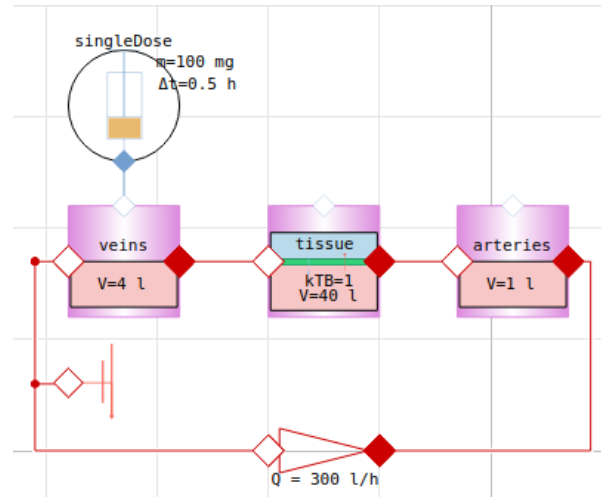 singleDose
m=100 mg
Δt=0.5 h
veins
tissue
arteries
V=4 l
kTB=1
V=40 l
V=1 l
Q = 300 l/h